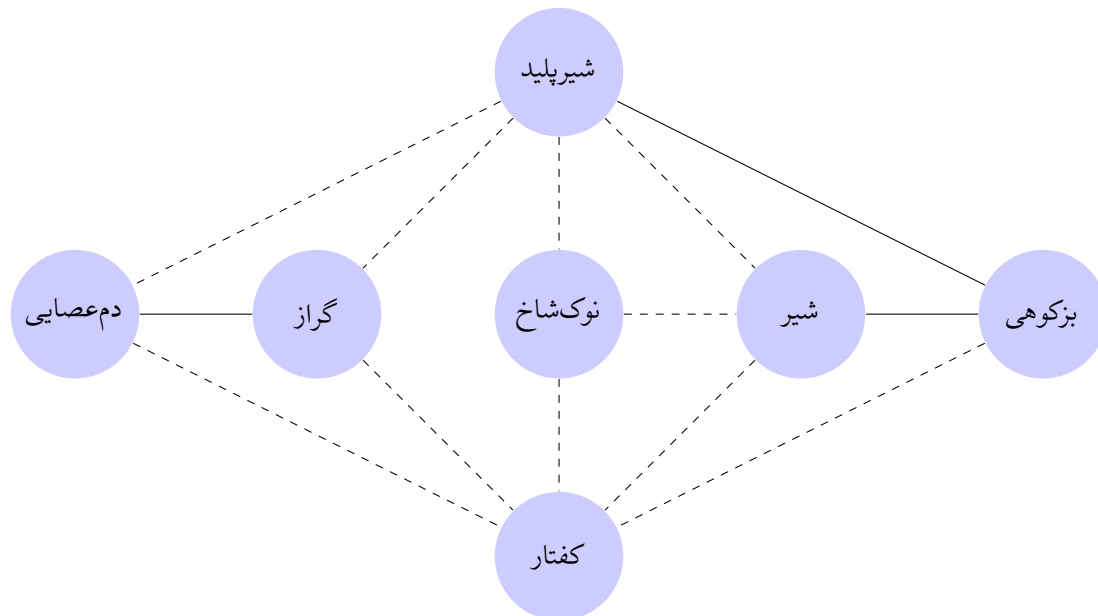 شیرپلید
بزکوهی
شیر
نوک‌شاخ
گراز
دم‌عصایی
کفتار